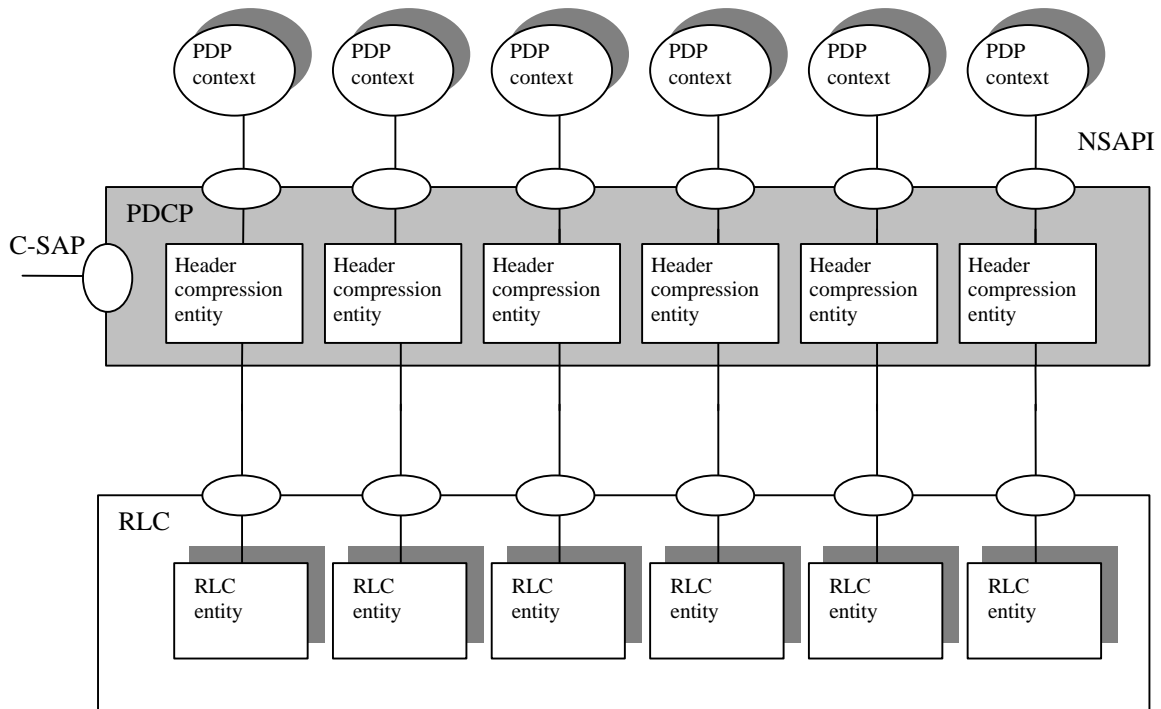 PDP
context
PDP
context
PDP
context
PDP
context
PDP
context
PDP
context
NSAPI
PDCP
C-SAP
Header
compression
entity
Header
compression
entity
Header
compression
entity
Header
compression
entity
Header
compression
entity
Header
compression
entity
RLC
RLC
entity
RLC
entity
RLC
entity
RLC
entity
RLC
entity
RLC
entity